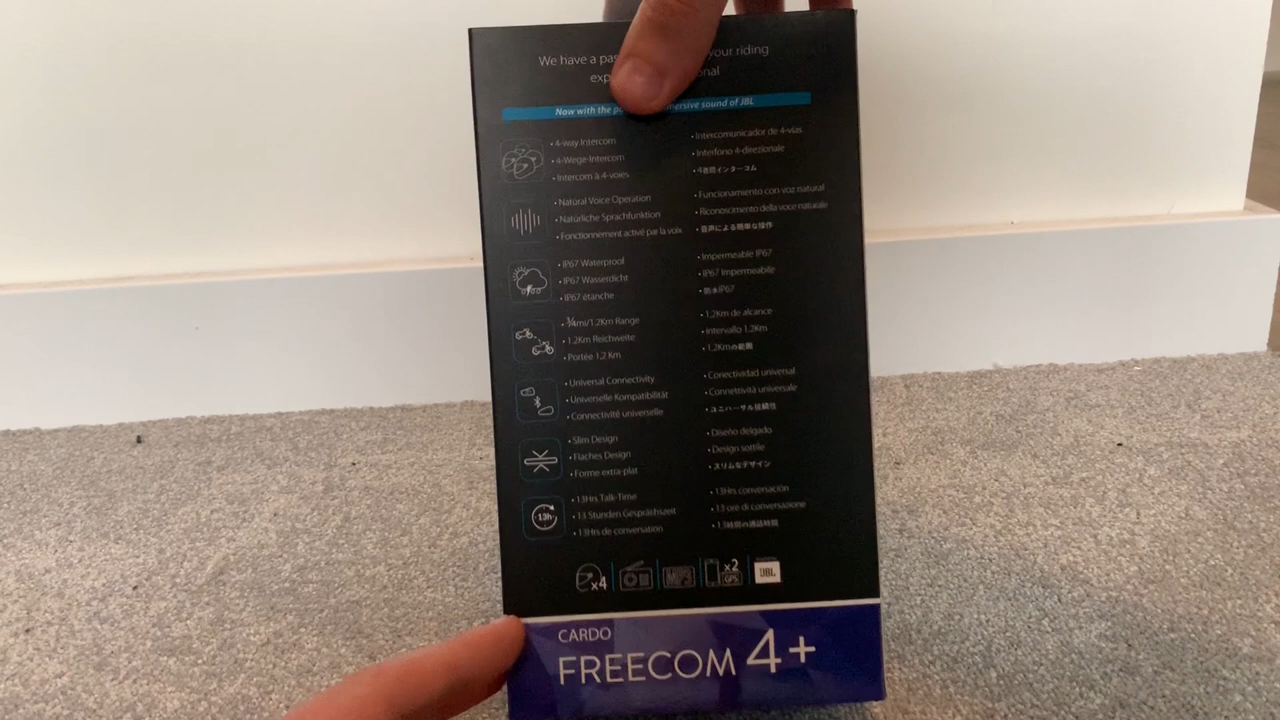 We have a your riding
nal
Now with the mersive sound of JBL
• 4-way Intercom
• 4-Wege-Intercom
• Intercom à 4-voies
• Intercomunicador de 4-vías
• Interfono 4-direzionale
• 4者間インターコム
• Natural Voice Operation
• Natürliche Sprachfunktion
• Fonctionnement activé par la voix
• Funcionamiento con voz natural
• Riconoscimento della voce naturale
• 音声による簡単な操作
• IP67 Waterproof
• IP67 Wasserdicht
• IP67 étanche
• Impermeable IP67
• IP67 Impermeabile
• 防水IP67
• ¾mi/1.2Km Range
• 1.2Km Reichweite
• Portée 1,2 Km
• 1.2Km de alcance
• Intervallo 1.2Km
• 1.2Kmの範囲
• Universal Connectivity
• Universelle Kompatibilität
• Connectivité universelle
• Conectividad universal
• Connettività universale
• ユニバーサル接続性
• Slim Design
• Flaches Design
• Forme extra-plat
• Diseño delgado
• Design sottile
• スリムなデザイン
13h
• 13Hrs Talk-Time
• 13 Stunden Gesprächszeit
• 13Hrs de conversation
• 13Hrs conversación
• 13 ore di conversazione
• 13時間の通話時間
x4 MP3 x2 GPS JBL
CARDO
FREECOM 4+